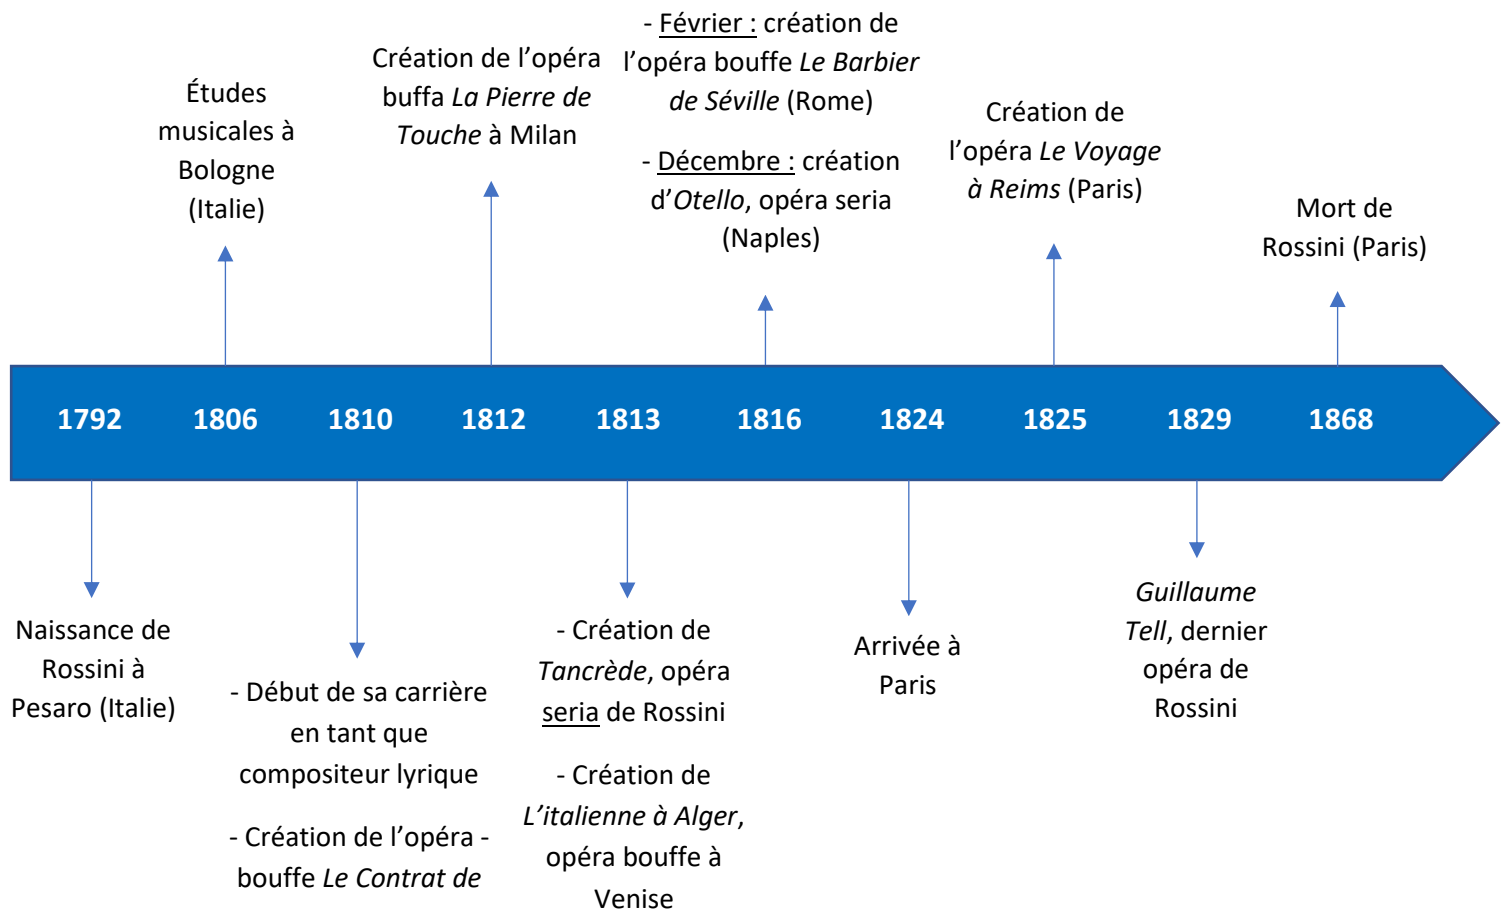 Études
musicales à
Bologne
(Italie)
Création de l’opéra
buffa La Pierre de
Touche à Milan
- Février : création de
l’opéra bouffe Le Barbier
de Séville (Rome)
- Décembre : création
d’Otello, opéra seria
(Naples)
Création de
l’opéra Le Voyage
à Reims (Paris)
Mort de
Rossini (Paris)
1792 1806 1810 1812 1813 1816 1824 1825 1829 1868
Naissance de
Rossini à
Pesaro (Italie)
- Début de sa carrière
en tant que
compositeur lyrique
- Création de l’opéra -
bouffe Le Contrat de
- Création de
Tancrède, opéra
seria de Rossini
- Création de
L’italienne à Alger,
opéra bouffe à
Venise
Arrivée à
Paris
Guillaume
Tell, dernier
opéra de
Rossini